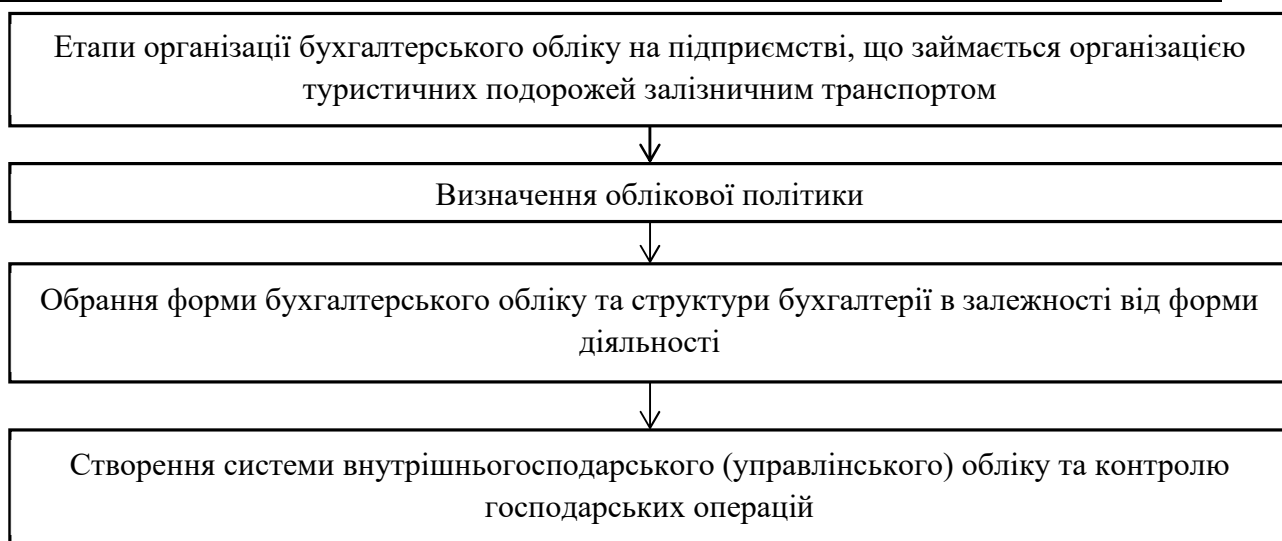 Етапи організації бухгалтерського обліку на підприємстві, що займається організацією
туристичних подорожей залізничним транспортом
Визначення облікової політики
Обрання форми бухгалтерського обліку та структури бухгалтерії в залежності від форми
діяльності
Створення системи внутрішньогосподарського (управлінського) обліку та контролю
господарських операцій